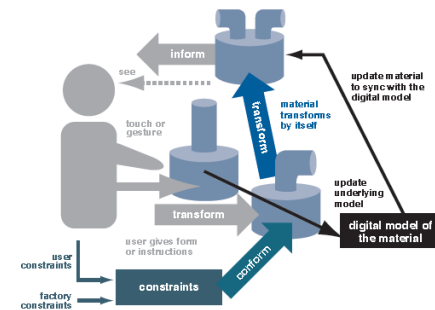 inform
see
update material
to sync with the
digital model
touch or
gesture
transform
material
transforms
by itself
update
underlying
model
transform
digital model of
the material
user gives form
or instructions
user
constraints
conform
constraints
factory
constraints